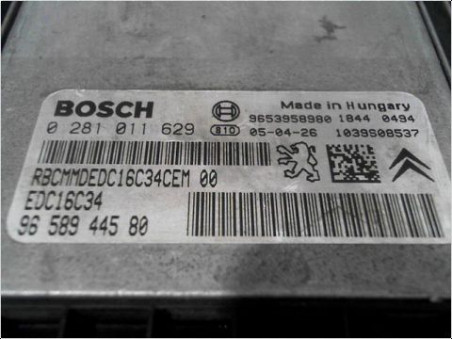 BOSCH
Made in Hungary
9653958980 1844 0494
0 281 011 629 810 05-04-26 1039S08537
RBCMMDEDC16C34CEM 00
EDC16C34
96 589 445 80